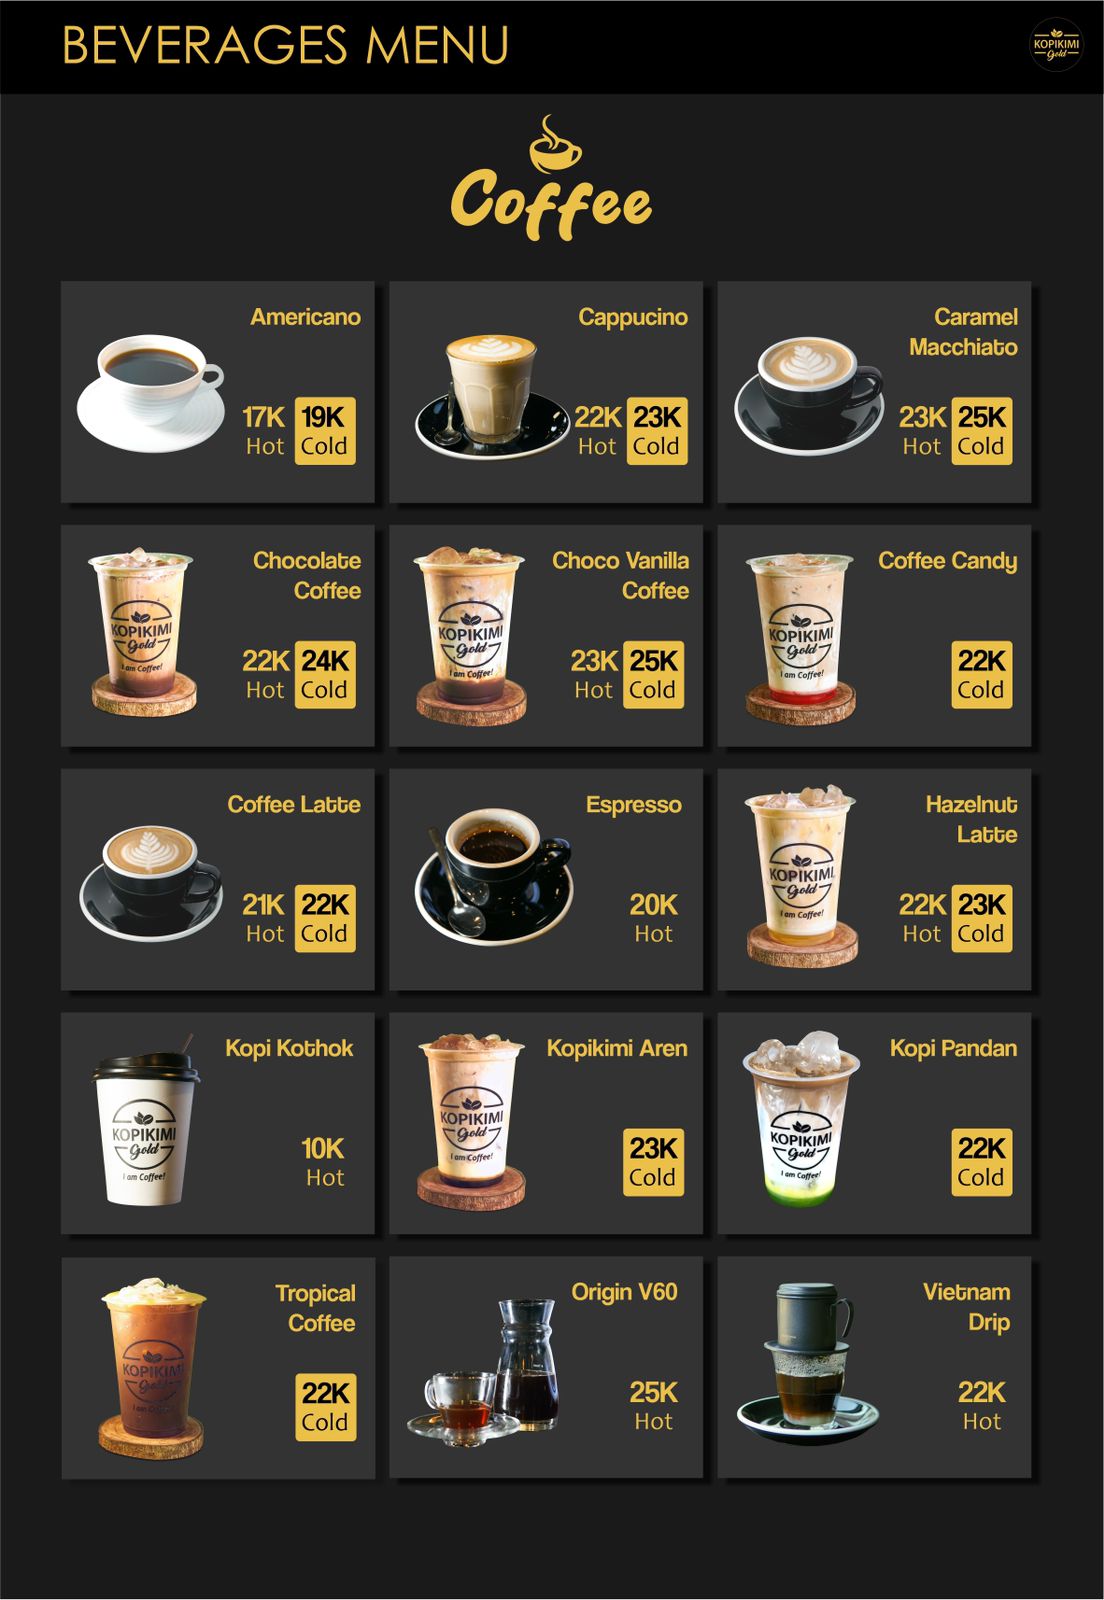 BEVERAGES MENU
KOPIKIMI
Gold
Coffee
Americano
17K 19K
Hot Cold
Cappucino
22K 23K
Hot Cold
Caramel
Macchiato
23K 25K
Hot Cold
Chocolate
Coffee
KOPIKIMI
Gold
I am Coffee!
22K 24K
Hot Cold
Choco Vanilla
Coffee
KOPIKIMI
Gold
I am Coffee!
23K 25K
Hot Cold
Coffee Candy
KOPIKIMI
Gold
I am Coffee!
22K
Cold
Coffee Latte
21K 22K
Hot Cold
Espresso
20K
Hot
Hazelnut
Latte
KOPIKIMI
Gold
I am Coffee!
22K 23K
Hot Cold
Kopi Kothok
KOPIKIMI
Gold
I am Coffee!
10K
Hot
Kopikimi Aren
KOPIKIMI
Gold
I am Coffee!
23K
Cold
Kopi Pandan
KOPIKIMI
Gold
I am Coffee!
22K
Cold
Tropical
Coffee
KOPIKIMI
Gold
I am
22K
Cold
Origin V60
25K
Hot
Vietnam
Drip
22K
Hot